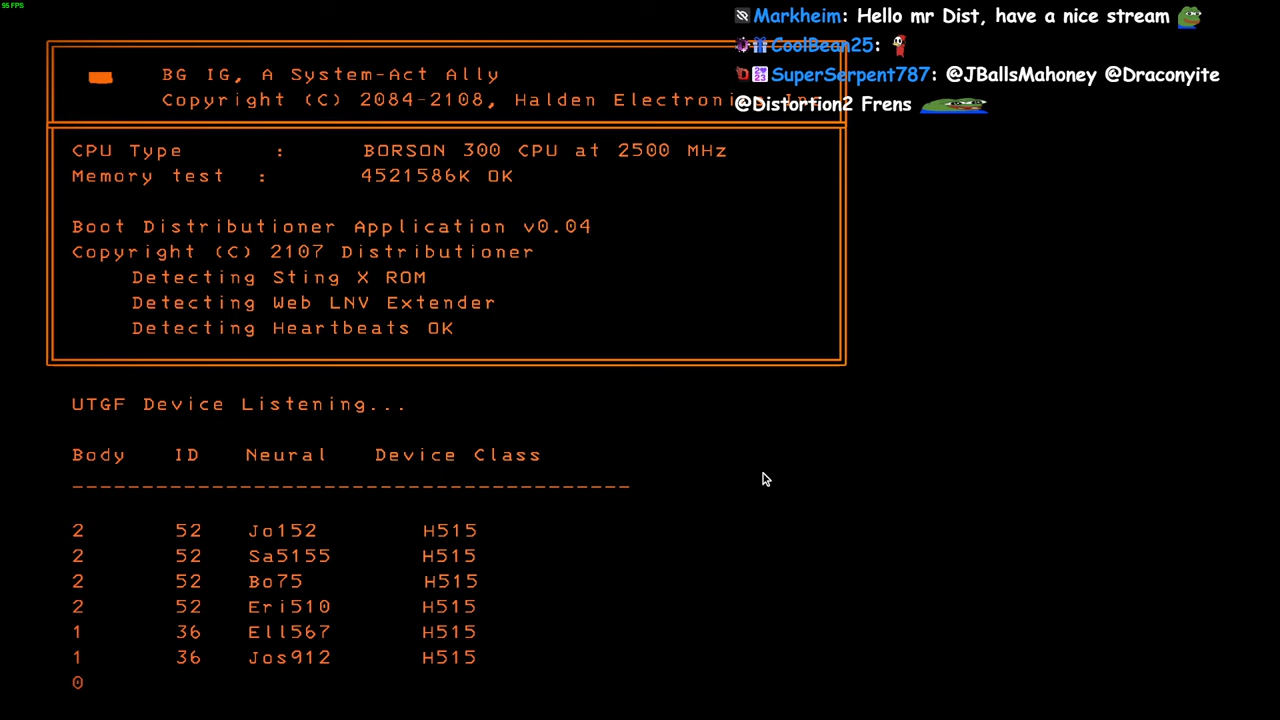 95 FPS
Markheim: Hello mr Dist, have a nice stream
CoolBean25:
SuperSerpent787: @JBallsMahoney @Draconyite
@Distortion2 Frens
BG IG, A System-Act Ally
Copyright (C) 2084-2108, Halden Electronics Inc
CPU Type : BORSON 300 CPU at 2500 MHz
Memory test : 4521586K OK
Boot Distributioner Application v0.04
Copyright (C) 2107 Distributioner
Detecting Sting X ROM
Detecting Web LNV Extender
Detecting Heartbeats OK
UTGF Device Listening...
Body ID Neural Device Class
----------------------------------------
2 52 Jo152 H515
2 52 Sa5155 H515
2 52 Bo75 H515
2 52 Eri510 H515
1 36 Ell567 H515
1 36 Jos912 H515
0